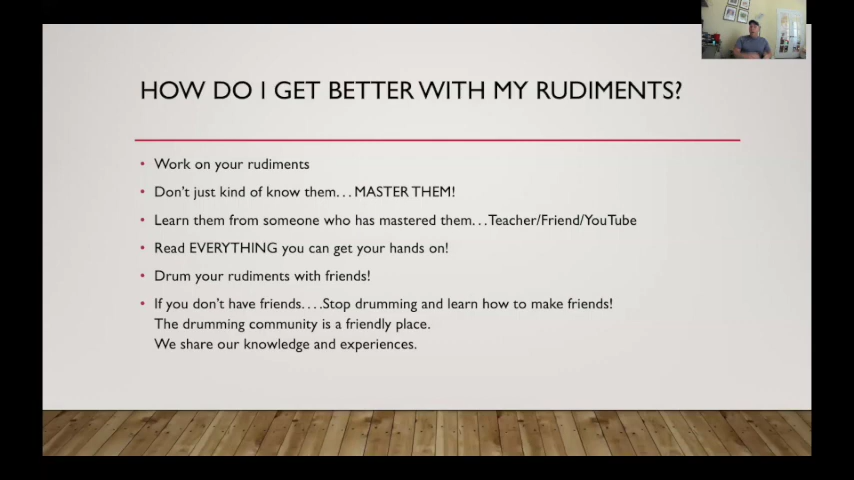 HOW DO I GET BETTER WITH MY RUDIMENTS?
• Work on your rudiments
• Don't just kind of know them. . . MASTER THEM!
• Learn them from someone who has mastered them. . .Teacher/Friend/YouTube
• Read EVERYTHING you can get your hands on!
• Drum your rudiments with friends!
• If you don't have friends. . . .Stop drumming and learn how to make friends!
The drumming community is a friendly place.
We share our knowledge and experiences.